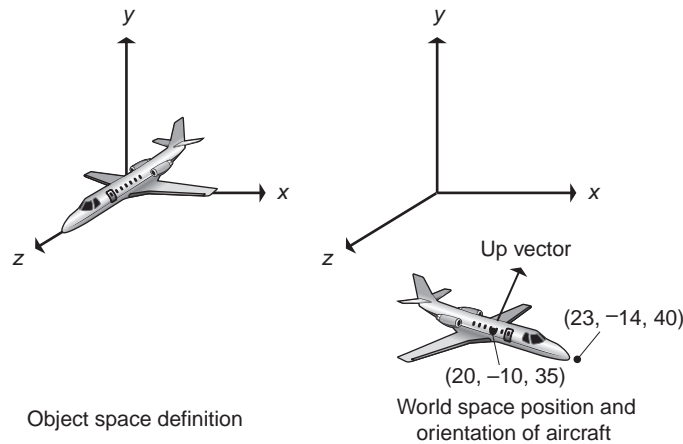 y
y
x
x
z
z
Up vector
(23, –14, 40)
(20, –10, 35)
Object space definition
World space position and
orientation of aircraft